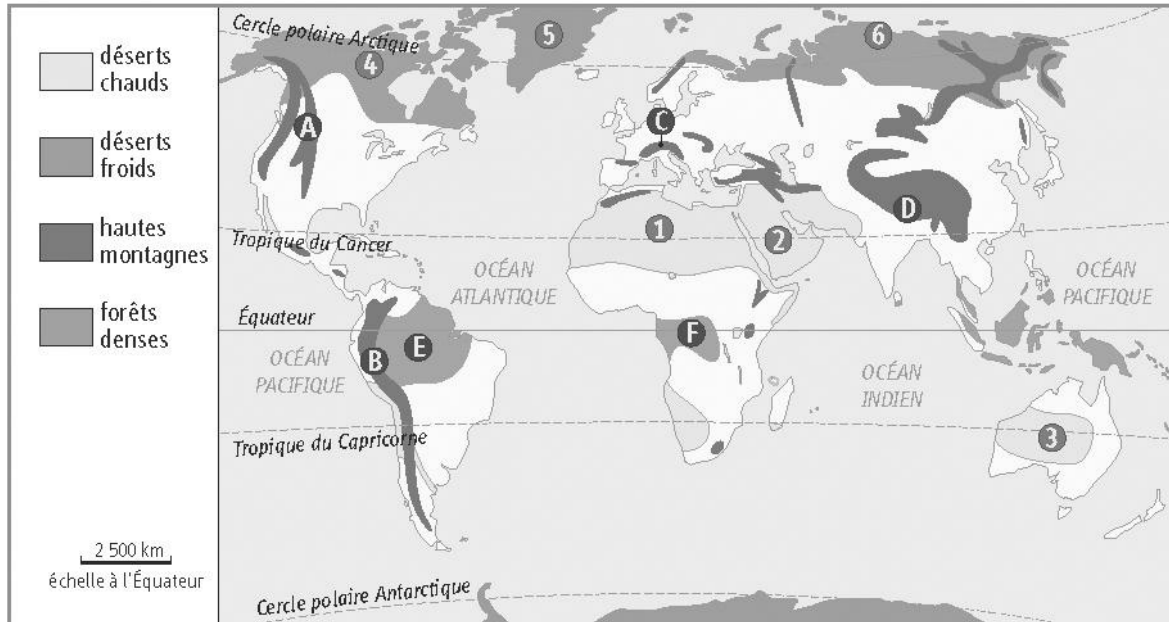 déserts
chauds
déserts
froids
hautes
montagnes
forêts
denses
2 500 km
échelle à l'Équateur
Cercle polaire Arctique
4
5
6
A
C
D
1
2
Tropique du Cancer
OCÉAN
ATLANTIQUE
OCÉAN
PACIFIQUE
Équateur
OCÉAN
PACIFIQUE
B
E
F
OCÉAN
INDIEN
Tropique du Capricorne
3
Cercle polaire Antarctique